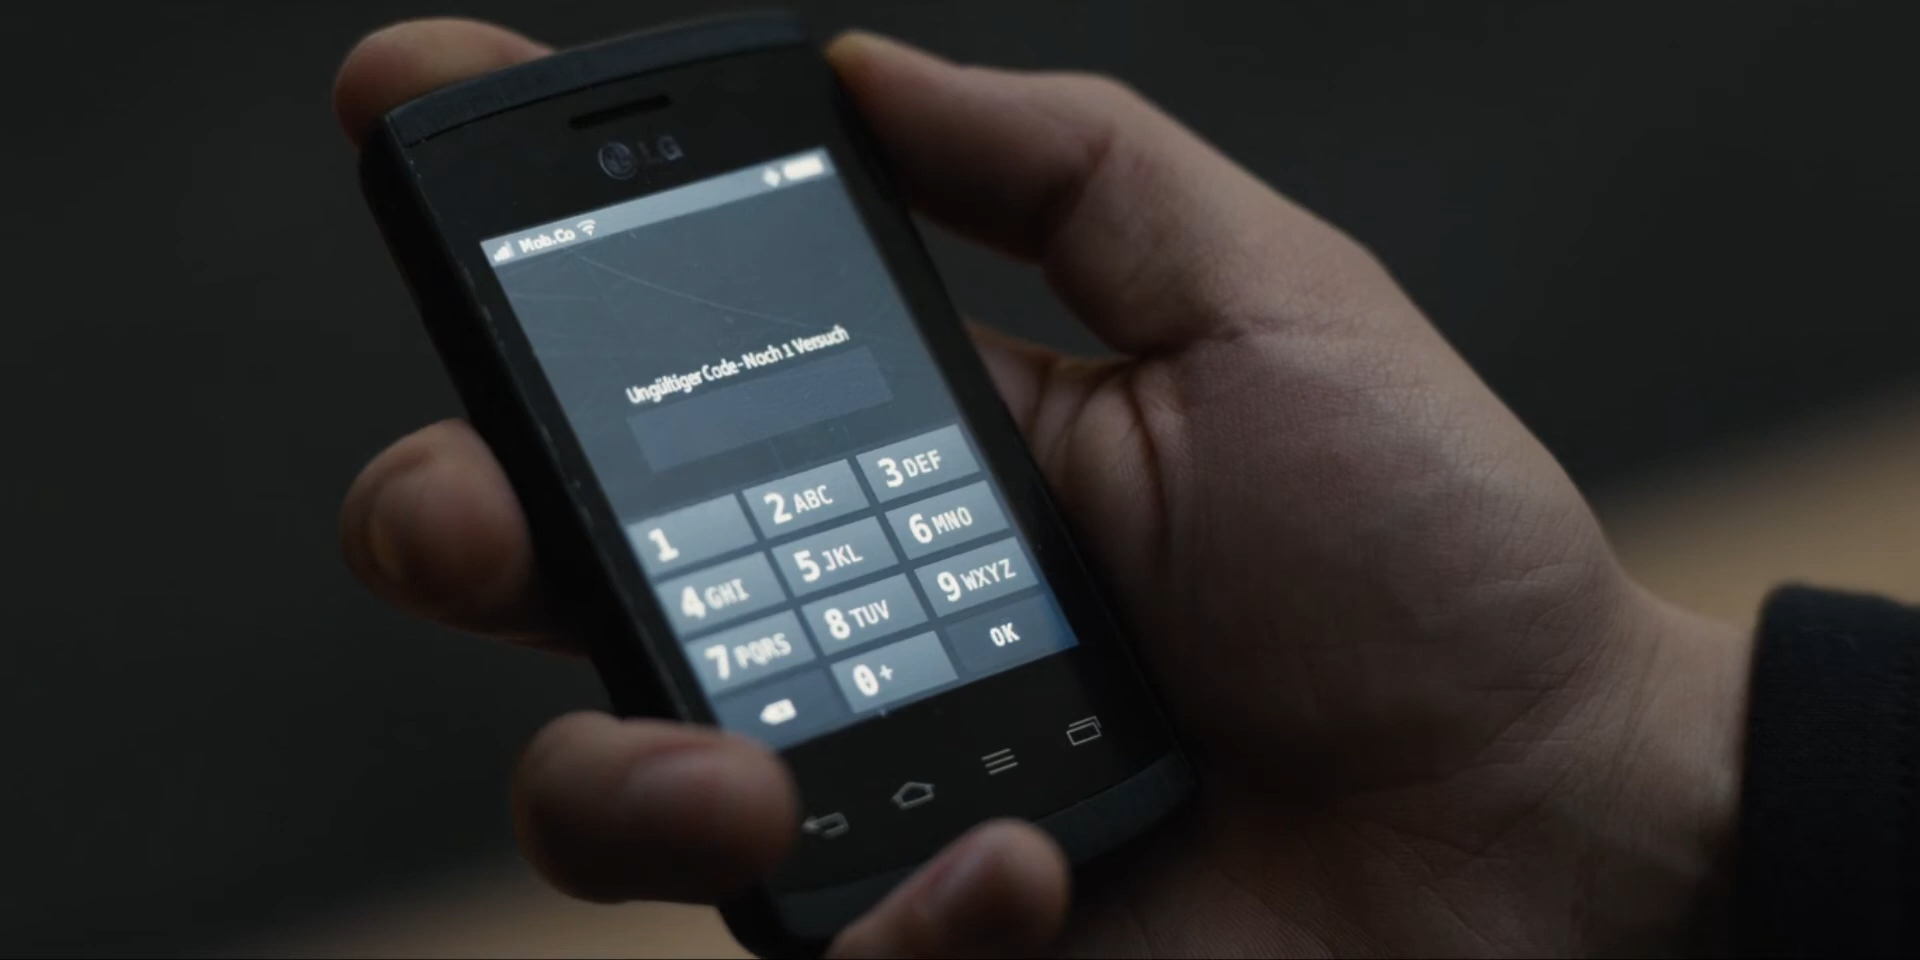 LG
Mob.Co
Ungültiger Code - Noch 1 Versuch
1
2 ABC
3 DEF
4 GHI
5 JKL
6 MNO
7 PQRS
8 TUV
9 WXYZ
0 +
OK